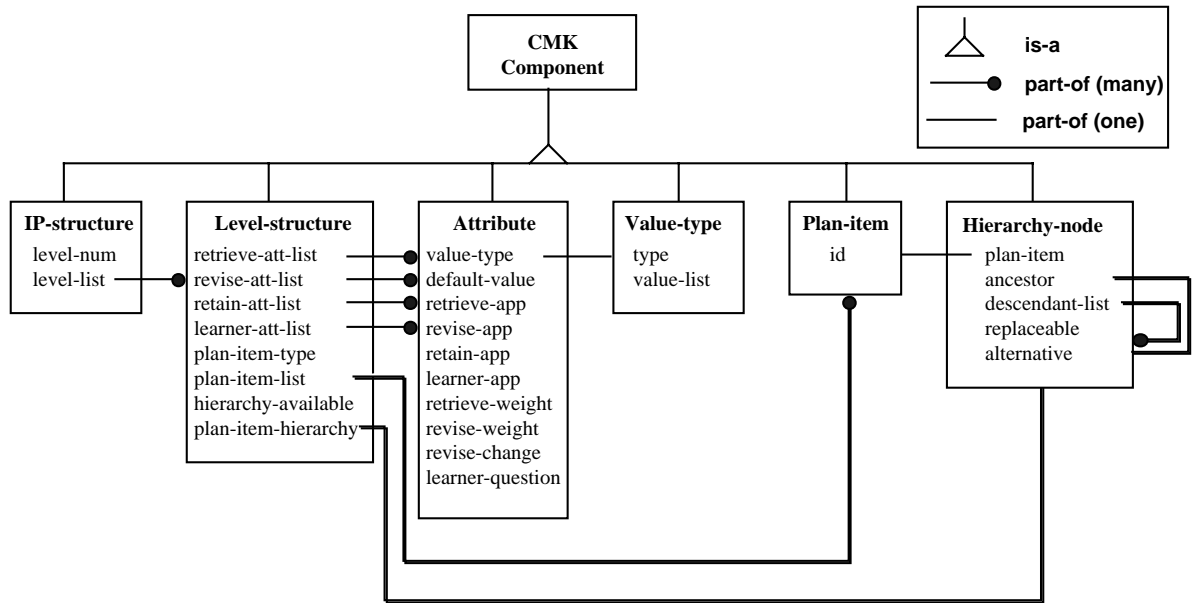 CMK
Component
is-a
part-of (many)
part-of (one)
IP-structure
level-num
level-list
Level-structure
retrieve-att-list
revise-att-list
retain-att-list
learner-att-list
plan-item-type
plan-item-list
hierarchy-available
plan-item-hierarchy
Attribute
value-type
default-value
retrieve-app
revise-app
retain-app
learner-app
retrieve-weight
revise-weight
revise-change
learner-question
Value-type
type
value-list
Plan-item
id
Hierarchy-node
plan-item
ancestor
descendant-list
replaceable
alternative